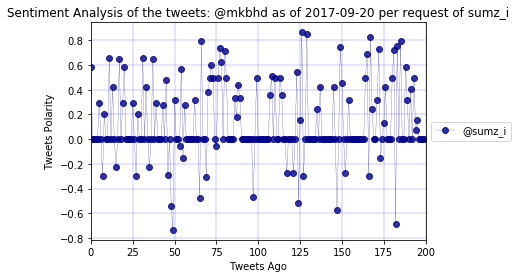 Sentiment Analysis of the tweets: @mkbhd as of 2017-09-20 per request of sumz_i
Tweets Polarity
0.8
0.6
0.4
0.2
0.0
−0.2
−0.4
−0.6
−0.8
0 25 50 75 100 125 150 175 200
Tweets Ago
@sumz_i